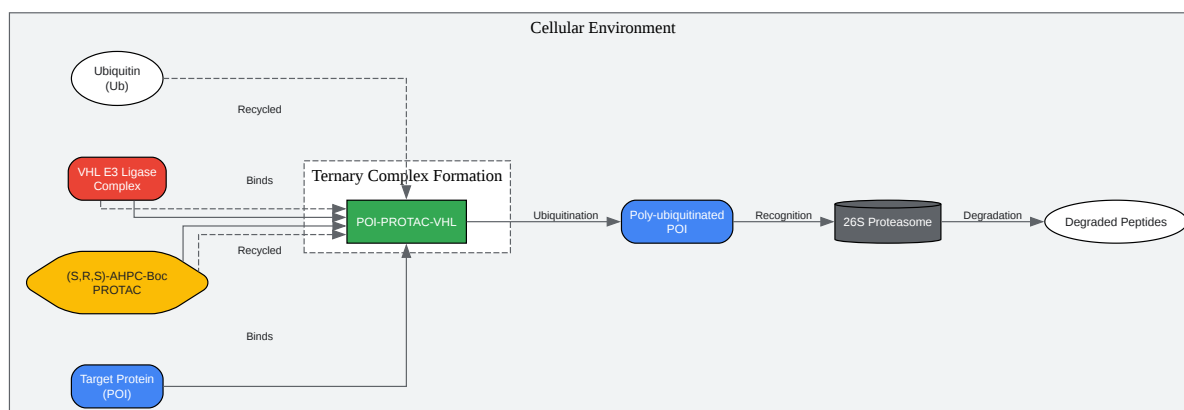 Cellular Environment
Ubiquitin
(Ub)
Recycled
VHL E3 Ligase
Complex
Binds
Ternary Complex Formation
POI-PROTAC-VHL
Ubiquitination
Poly-ubiquitinated
POI
Recognition
26S Proteasome
Degradation
Degraded Peptides
Recycled
(S,R,S)-AHPC-Boc
PROTAC
Binds
Target Protein
(POI)